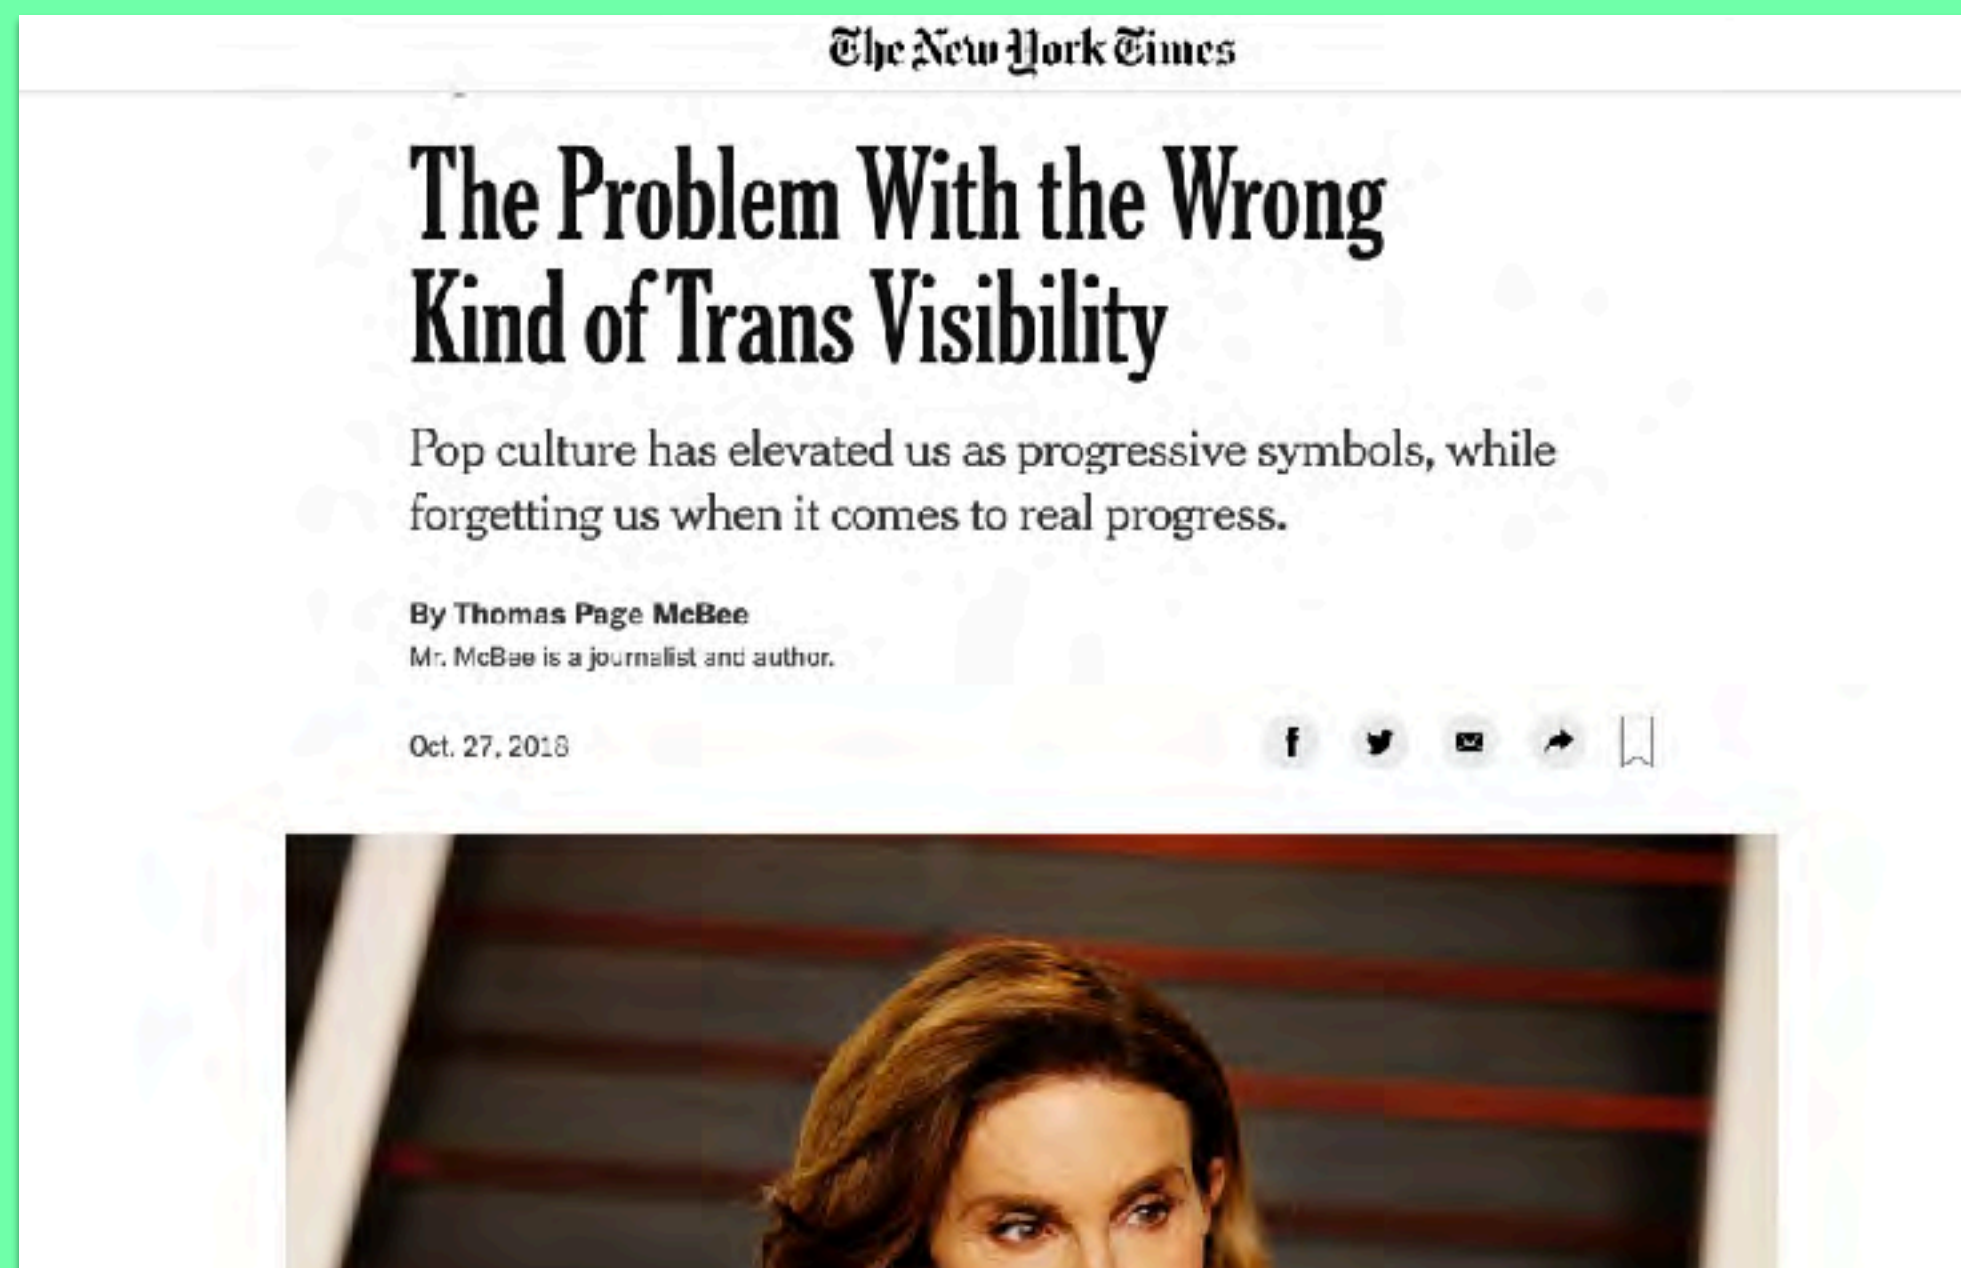 The New York Times
The Problem With the Wrong
Kind of Trans Visibility
Pop culture has elevated us as progressive symbols, while
forgetting us when it comes to real progress.
By Thomas Page McBee
Mr. McBee is a journalist and author.
Oct. 27, 2018